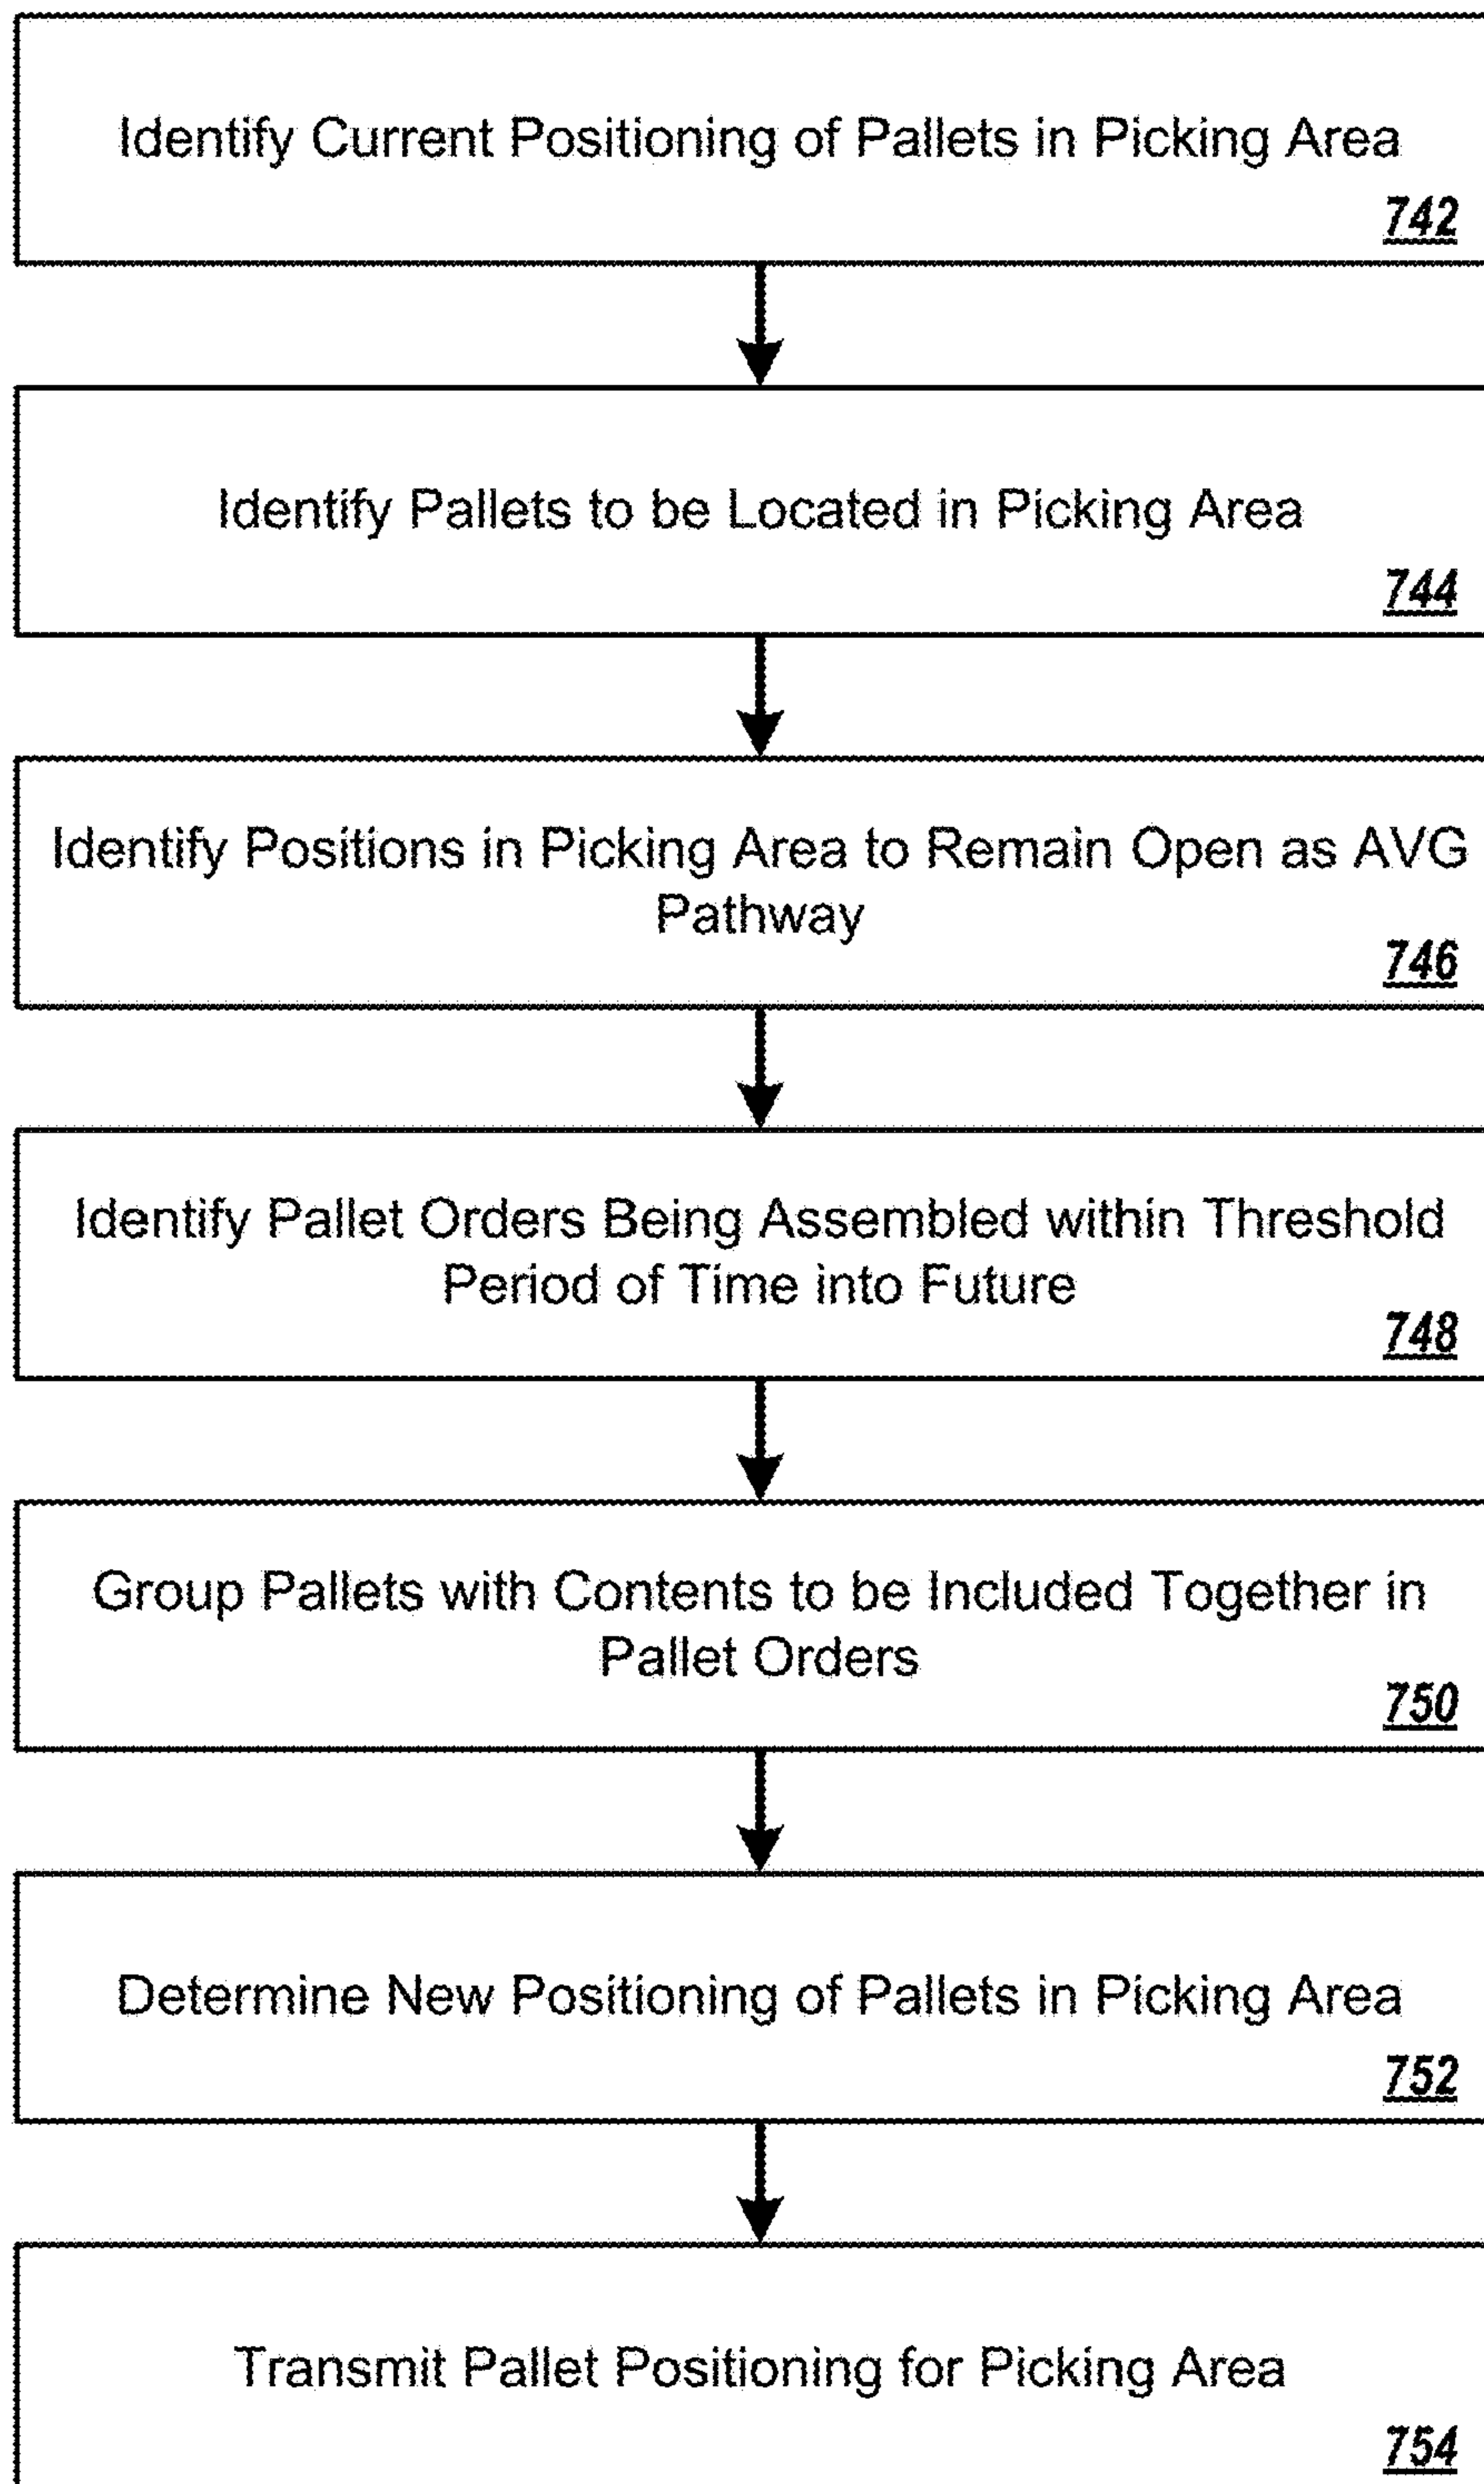 Identify Current Positioning of Pallets in Picking Area
742
Identify Pallets to be Located in Picking Area
744
Identify Positions in Picking Area to Remain Open as AVG
Pathway
746
Identify Pallet Orders Being Assembled within Threshold
Period of Time into Future
748
Group Pallets with Contents to be Included Together in
Pallet Orders
750
Determine New Positioning of Pallets in Picking Area
752
Transmit Pallet Positioning for Picking Area
754